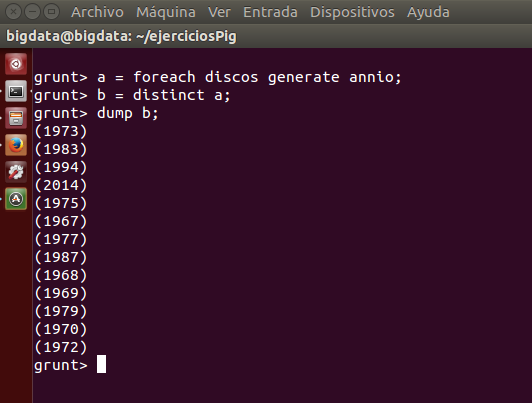 Archivo Máquina Ver Entrada Dispositivos Ayuda
bigdata@bigdata: ~/ejerciciosPig
grunt> a = foreach discos generate annio;
grunt> b = distinct a;
grunt> dump b;
(1973)
(1983)
(1994)
(2014)
(1975)
(1967)
(1977)
(1987)
(1968)
(1969)
(1979)
(1970)
(1972)
grunt>